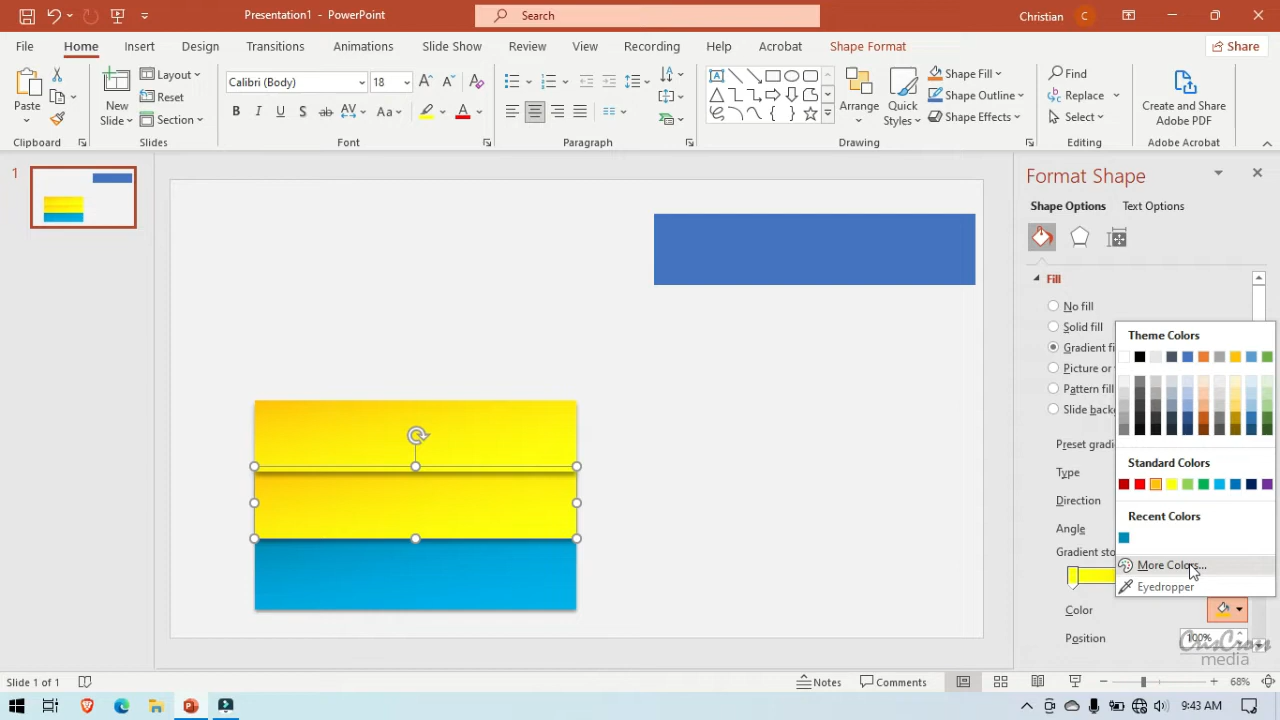 Presentation1 - PowerPoint
Search
Christian
C
File
Home
Insert
Design
Transitions
Animations
Slide Show
Review
View
Recording
Help
Acrobat
Shape Format
Share
Paste
New
Slide
Layout
Reset
Section
Calibri (Body)
18
Arrange
Quick
Styles
Shape Fill
Shape Outline
Shape Effects
Find
Replace
Select
Create and Share
Adobe PDF
Clipboard
Slides
Font
Paragraph
Drawing
Editing
Adobe Acrobat
1
Format Shape
Shape Options
Text Options
Fill
No fill
Solid fill
Gradient fi
Picture or
Pattern fill
Slide back
Preset gradi
Type
Direction
Angle
Gradient sto
Color
Position
100%
Theme Colors
Standard Colors
Recent Colors
More Colors...
Eyedropper
CrisCross
media
Slide 1 of 1
Notes
Comments
68%
9:43 AM